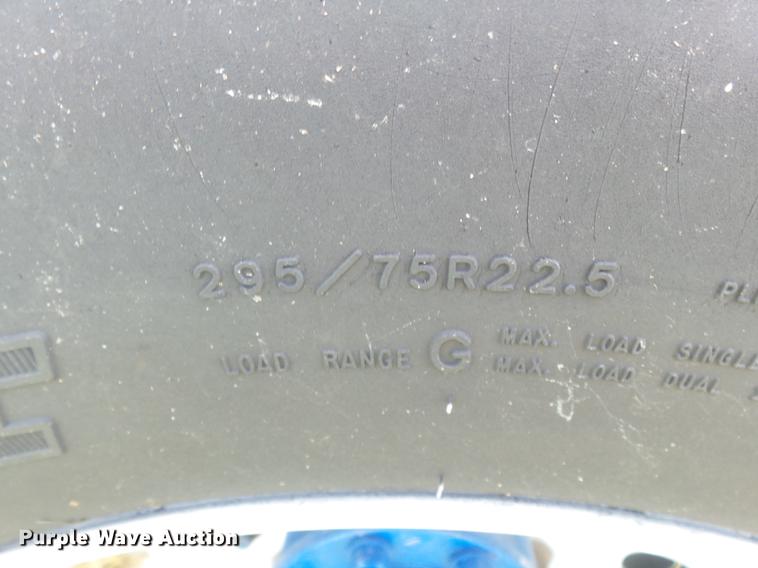 295/75R22.5
LOAD RANGE G
MAX. LOAD SINGLE
MAX. LOAD DUAL
Purple Wave Auction